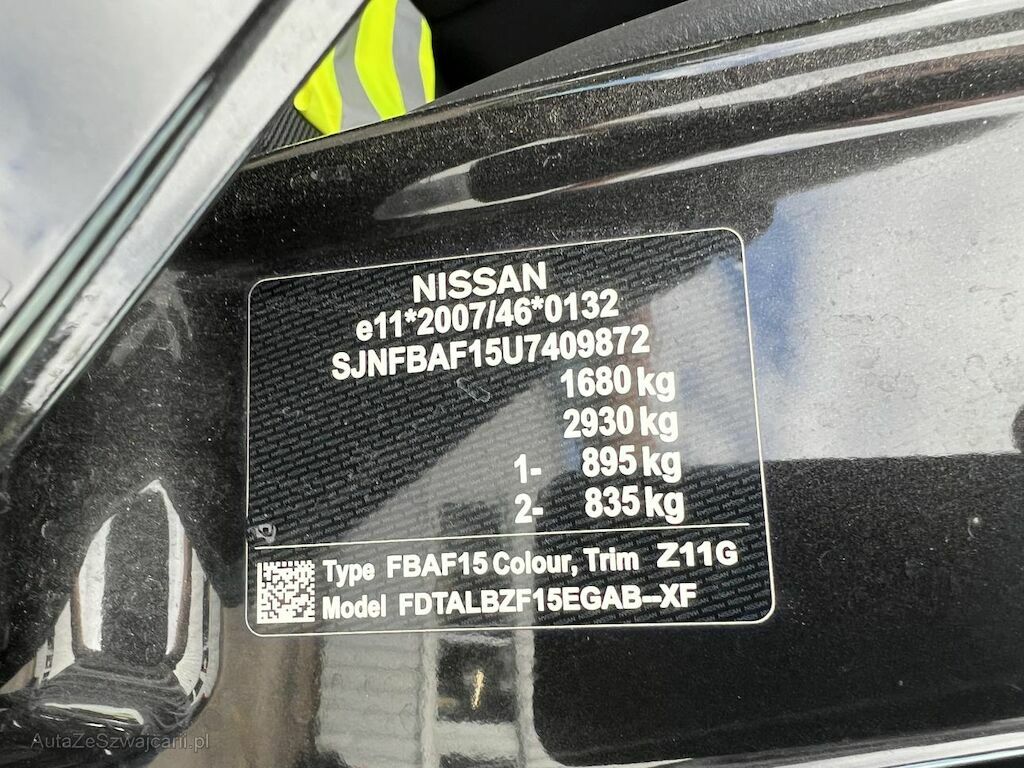 NISSAN
e11*2007/46*0132
SJNFBAF15U7409872
1680 kg
2930 kg
1- 895 kg
2- 835 kg
Type FBAF15 Colour, Trim Z11G
Model FDTALBZF15EGAB-XF
AutaZeSzwajcarii.pl